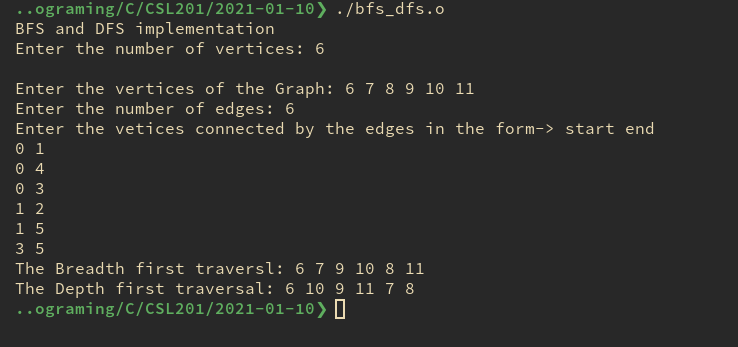 ..ograming/C/CSL201/2021-01-10❯ ./bfs_dfs.o
BFS and DFS implementation
Enter the number of vertices: 6
Enter the vertices of the Graph: 6 7 8 9 10 11
Enter the number of edges: 6
Enter the vetices connected by the edges in the form-> start end
0 1
0 4
0 3
1 2
1 5
3 5
The Breadth first traversl: 6 7 9 10 8 11
The Depth first traversal: 6 10 9 11 7 8
..ograming/C/CSL201/2021-01-10❯